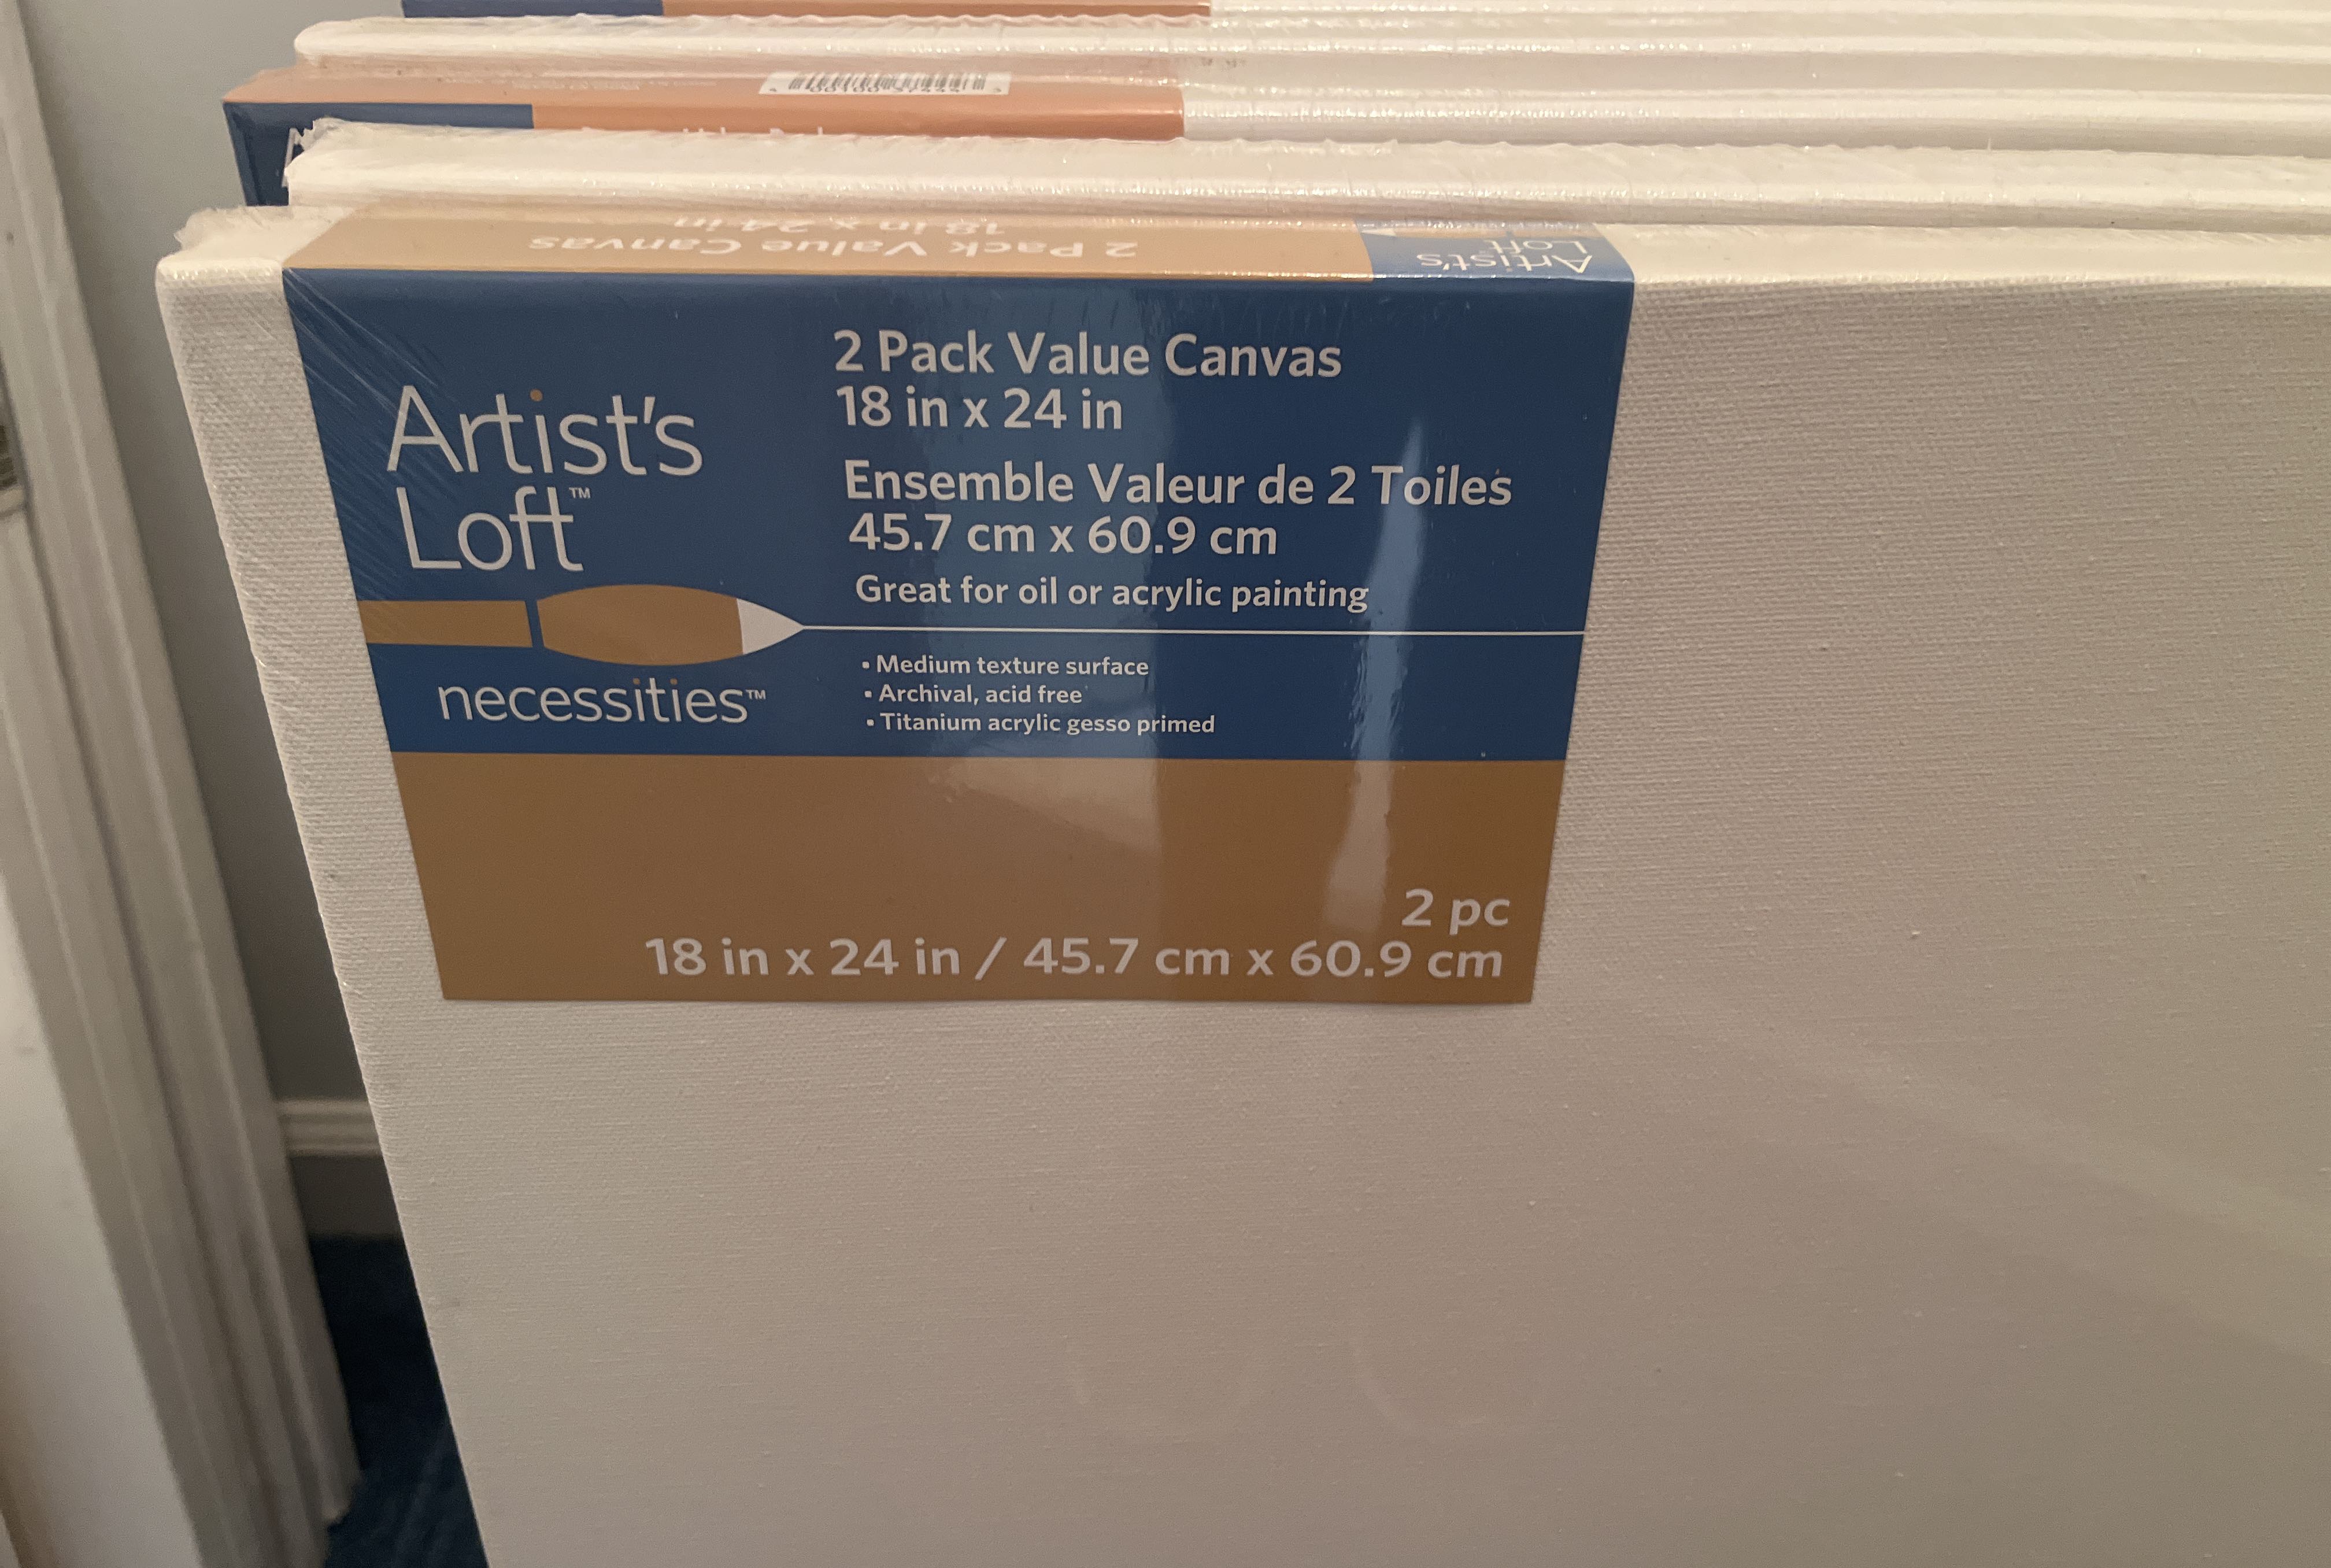 2 Pack Value Canvas
18 in x 24 in
Artist's
Loft
Artist's
Loft™
necessities™
2 Pack Value Canvas
18 in x 24 in
Ensemble Valeur de 2 Toiles
45.7 cm x 60.9 cm
Great for oil or acrylic painting
• Medium texture surface
• Archival, acid free
• Titanium acrylic gesso primed
2 pc
18 in x 24 in / 45.7 cm x 60.9 cm